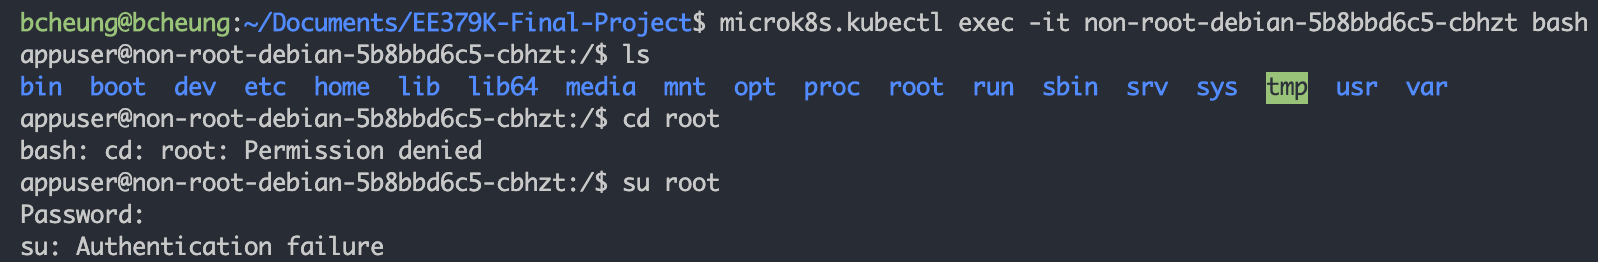 bcheung@bcheung:~/Documents/EE379K-Final-Project$ microk8s.kubectl exec -it non-root-debian-5b8bbd6c5-cbhzt bash
appuser@non-root-debian-5b8bbd6c5-cbhzt:/$ ls
bin boot dev etc home lib lib64 media mnt opt proc root run sbin srv sys tmp usr var
appuser@non-root-debian-5b8bbd6c5-cbhzt:/$ cd root
bash: cd: root: Permission denied
appuser@non-root-debian-5b8bbd6c5-cbhzt:/$ su root
Password:
su: Authentication failure